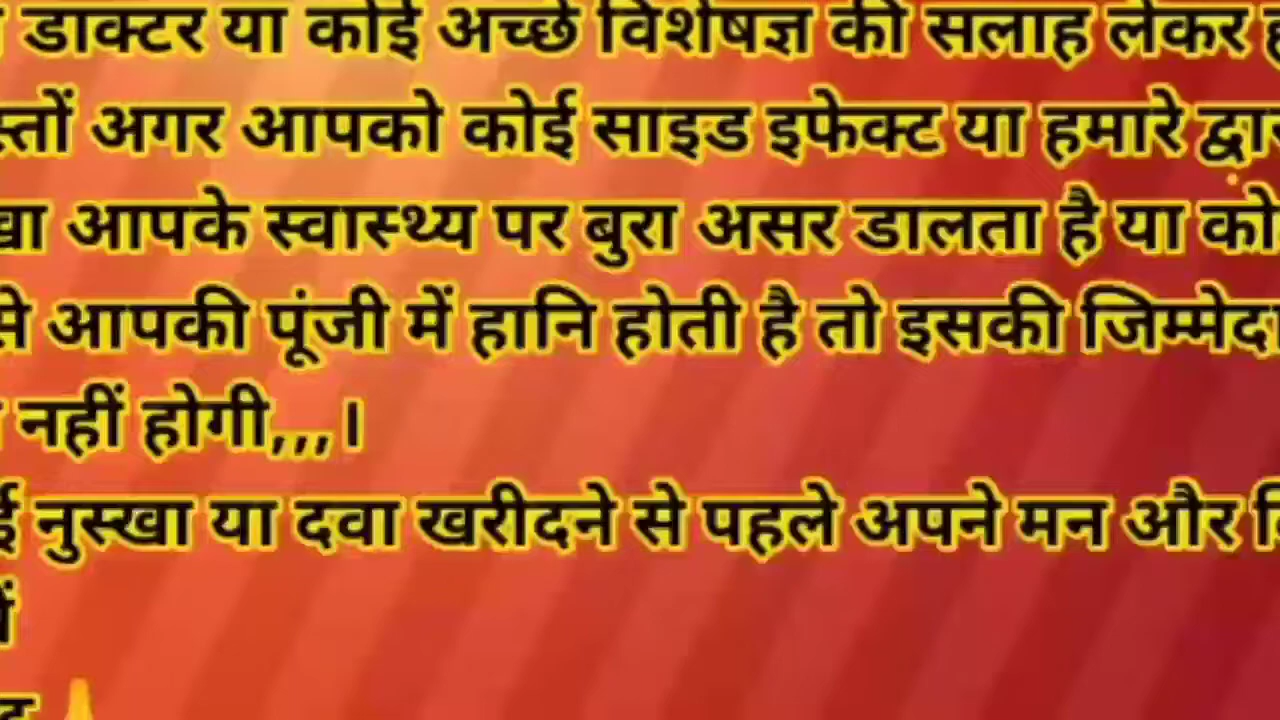 डाक्टर या कोई अच्छे विशेषज्ञ की सलाह लेकर
अगर आपको कोई साइड इफेक्ट या हमारे
आपके स्वास्थ्य पर बुरा असर डालता है या
से आपकी पूंजी में हानि होती है तो इसकी
नहीं होगी,,,।
नुस्खा या दवा खरीदने से पहले अपने मन और